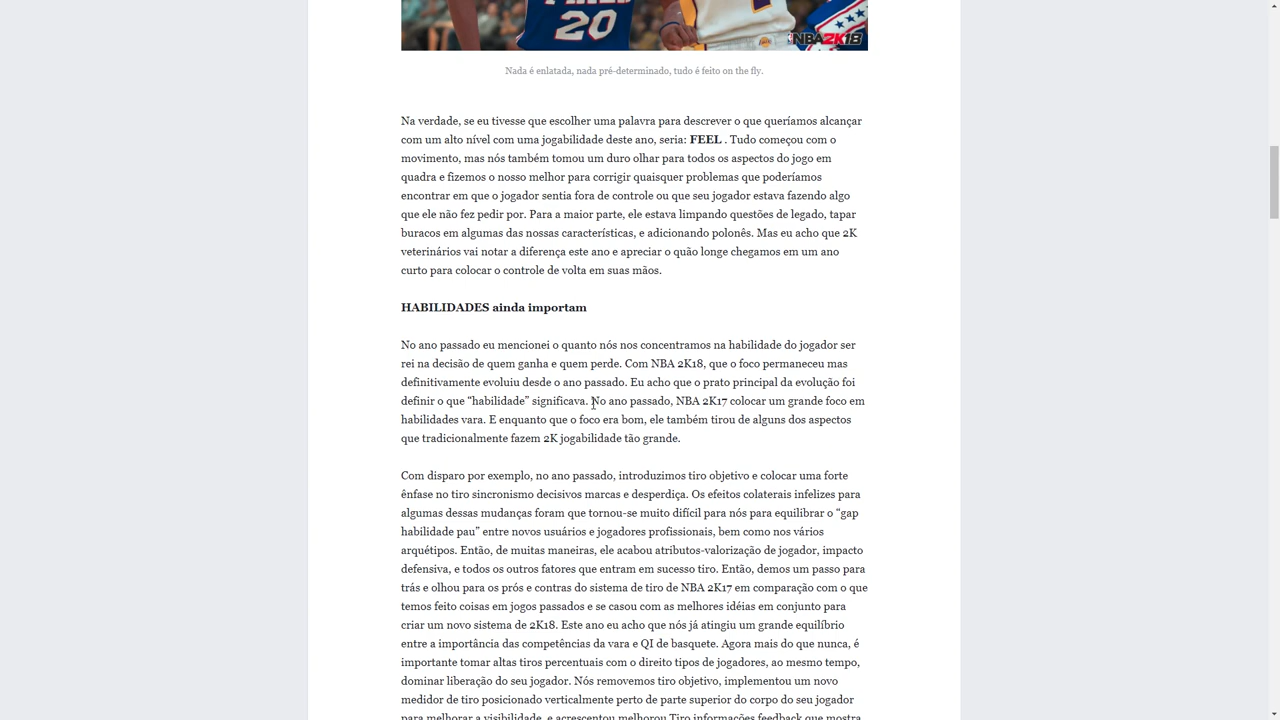 20
NBA2K18
Nada é enlatada, nada pré-determinado, tudo é feito on the fly.
Na verdade, se eu tivesse que escolher uma palavra para descrever o que queríamos alcançar
com um alto nível com uma jogabilidade deste ano, seria: FEEL . Tudo começou com o
movimento, mas nós também tomou um duro olhar para todos os aspectos do jogo em
quadra e fizemos o nosso melhor para corrigir quaisquer problemas que poderíamos
encontrar em que o jogador sentia fora de controle ou que seu jogador estava fazendo algo
que ele não fez pedir por. Para a maior parte, ele estava limpando questões de legado, tapar
buracos em algumas das nossas características, e adicionando polonês. Mas eu acho que 2K
veterinários vai notar a diferença este ano e apreciar o quão longe chegamos em um ano
curto para colocar o controle de volta em suas mãos.
HABILIDADES ainda importam
No ano passado eu mencionei o quanto nós nos concentramos na habilidade do jogador ser
rei na decisão de quem ganha e quem perde. Com NBA 2K18, que o foco permaneceu mas
definitivamente evoluiu desde o ano passado. Eu acho que o prato principal da evolução foi
definir o que “habilidade” significava. No ano passado, NBA 2K17 colocar um grande foco em
habilidades vara. E enquanto que o foco era bom, ele também tirou de alguns dos aspectos
que tradicionalmente fazem 2K jogabilidade tão grande.
Com disparo por exemplo, no ano passado, introduzimos tiro objetivo e colocar uma forte
ênfase no tiro sincronismo decisivos marcas e desperdiça. Os efeitos colaterais infelizes para
algumas dessas mudanças foram que tornou-se muito difícil para nós para equilibrar o “gap
habilidade pau” entre novos usuários e jogadores profissionais, bem como nos vários
arquétipos. Então, de muitas maneiras, ele acabou atributos-valorização de jogador, impacto
defensiva, e todos os outros fatores que entram em sucesso tiro. Então, demos um passo para
trás e olhou para os prós e contras do sistema de tiro de NBA 2K17 em comparação com o que
temos feito coisas em jogos passados e se casou com as melhores idéias em conjunto para
criar um novo sistema de 2K18. Este ano eu acho que nós já atingiu um grande equilíbrio
entre a importância das competências da vara e QI de basquete. Agora mais do que nunca, é
importante tomar altas tiros percentuais com o direito tipos de jogadores, ao mesmo tempo,
dominar liberação do seu jogador. Nós removemos tiro objetivo, implementou um novo
medidor de tiro posicionado verticalmente perto de parte superior do corpo do seu jogador
para melhorar a visibilidade, e acrescentou melhorou Tiro informações feedback que mostra